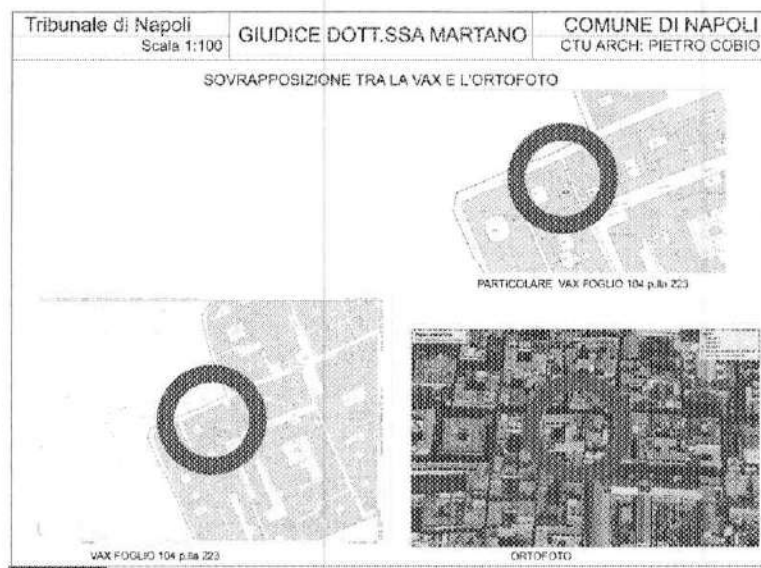 Tribunale di Napoli
Scala 1:100
GIUDICE DOTT.SSA MARTANO
COMUNE DI NAPOLI
CTU ARCH: PIETRO COBIO
SOVRAPPOSIZIONE TRA LA VAX E L'ORTOFOTO
PARTICOLARE VAX FOGLIO 104 p.lla 223
VAX FOGLIO 104 p.lla 223
ORTOFOTO